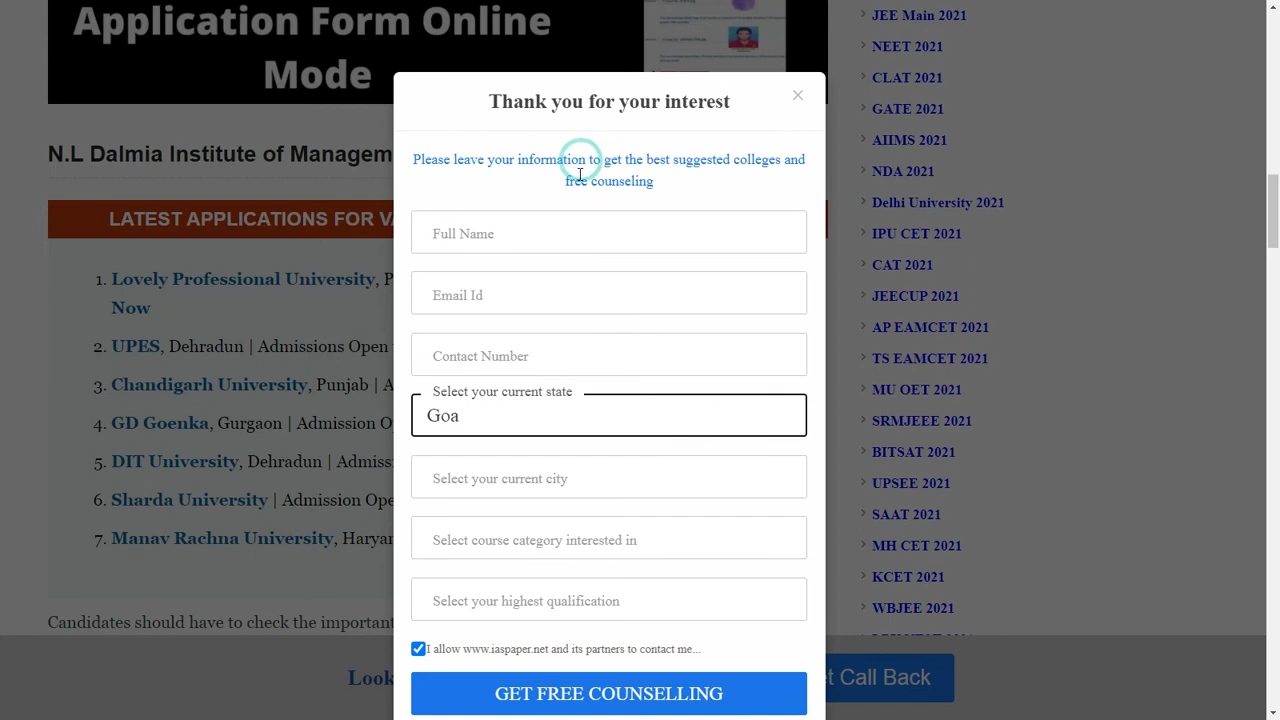 Application Form Online
Mode
N.L Dalmia Institute of Managem
LATEST APPLICATIONS FOR VA
1. Lovely Professional University, P
Now
2. UPES, Dehradun | Admissions Open
3. Chandigarh University, Punjab | A
4. GD Goenka, Gurgaon | Admission O
5. DIT University, Dehradun | Admiss
6. Sharda University | Admission Ope
7. Manav Rachna University, Haryan
Candidates should have to check the important
Look
Thank you for your interest
×
Please leave your information to get the best suggested colleges and
free counseling
Full Name
Email Id
Contact Number
Select your current state
Goa
Select your current city
Select course category interested in
Select your highest qualification
I allow www.iaspaper.net and its partners to contact me...
GET FREE COUNSELLING
t Call Back
JEE Main 2021
NEET 2021
CLAT 2021
GATE 2021
AIIMS 2021
NDA 2021
Delhi University 2021
IPU CET 2021
CAT 2021
JEECUP 2021
AP EAMCET 2021
TS EAMCET 2021
MU OET 2021
SRMJEEE 2021
BITSAT 2021
UPSEE 2021
SAAT 2021
MH CET 2021
KCET 2021
WBJEE 2021